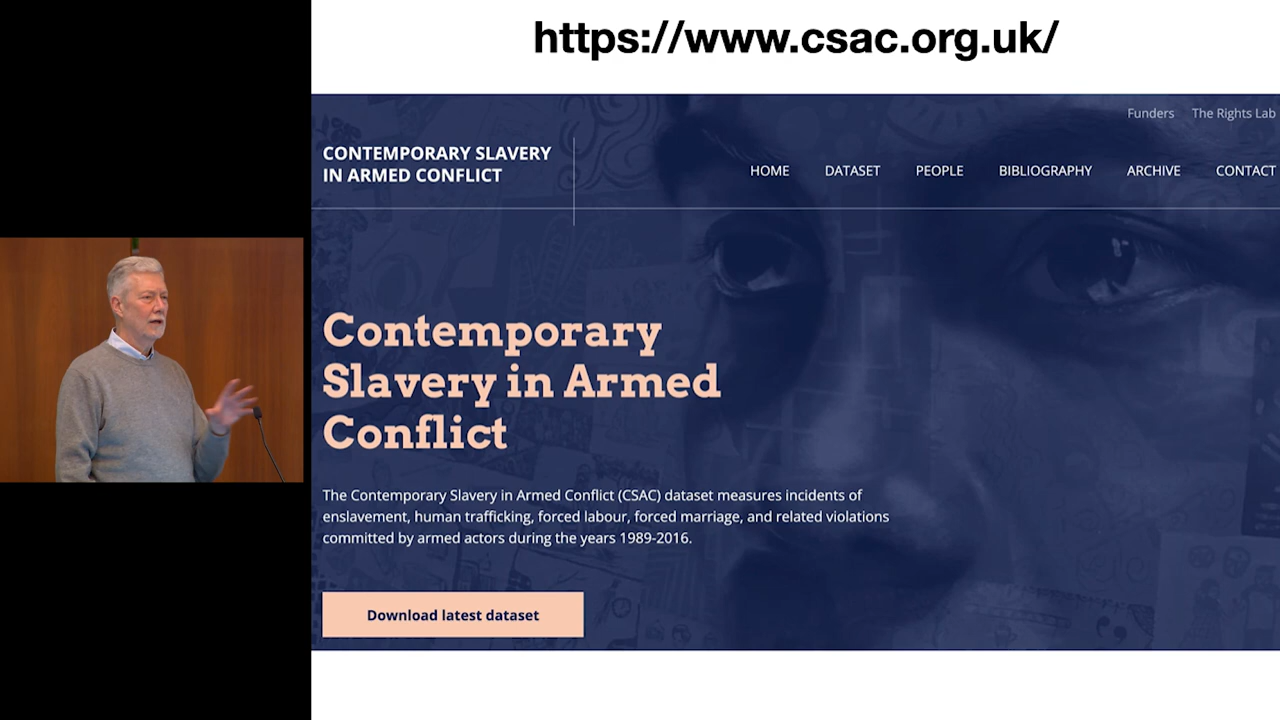 https://www.csac.org.uk/
Funders The Rights Lab
CONTEMPORARY SLAVERY
IN ARMED CONFLICT
HOME DATASET PEOPLE BIBLIOGRAPHY ARCHIVE CONTACT
Contemporary
Slavery in Armed
Conflict
The Contemporary Slavery in Armed Conflict (CSAC) dataset measures incidents of
enslavement, human trafficking, forced labour, forced marriage, and related violations
committed by armed actors during the years 1989-2016.
Download latest dataset